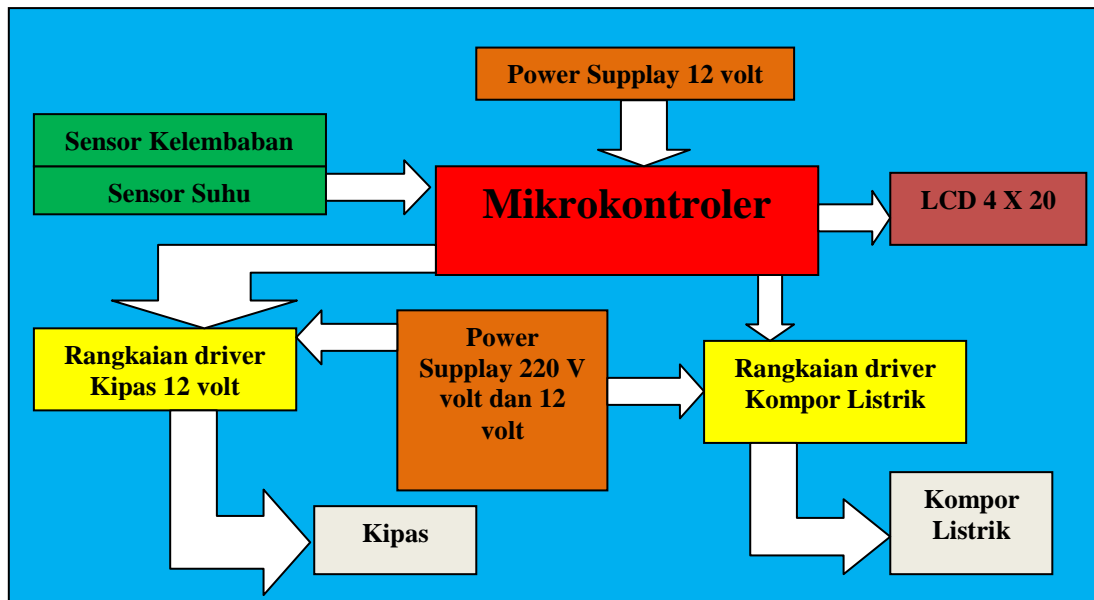 Power Supplay 12 volt
Sensor Kelembaban
Sensor Suhu
Mikrokontroler
LCD 4 X 20
Rangkaian driver
Kipas 12 volt
Power
Supplay 220 V
volt dan 12
volt
Rangkaian driver
Kompor Listrik
Kipas
Kompor
Listrik